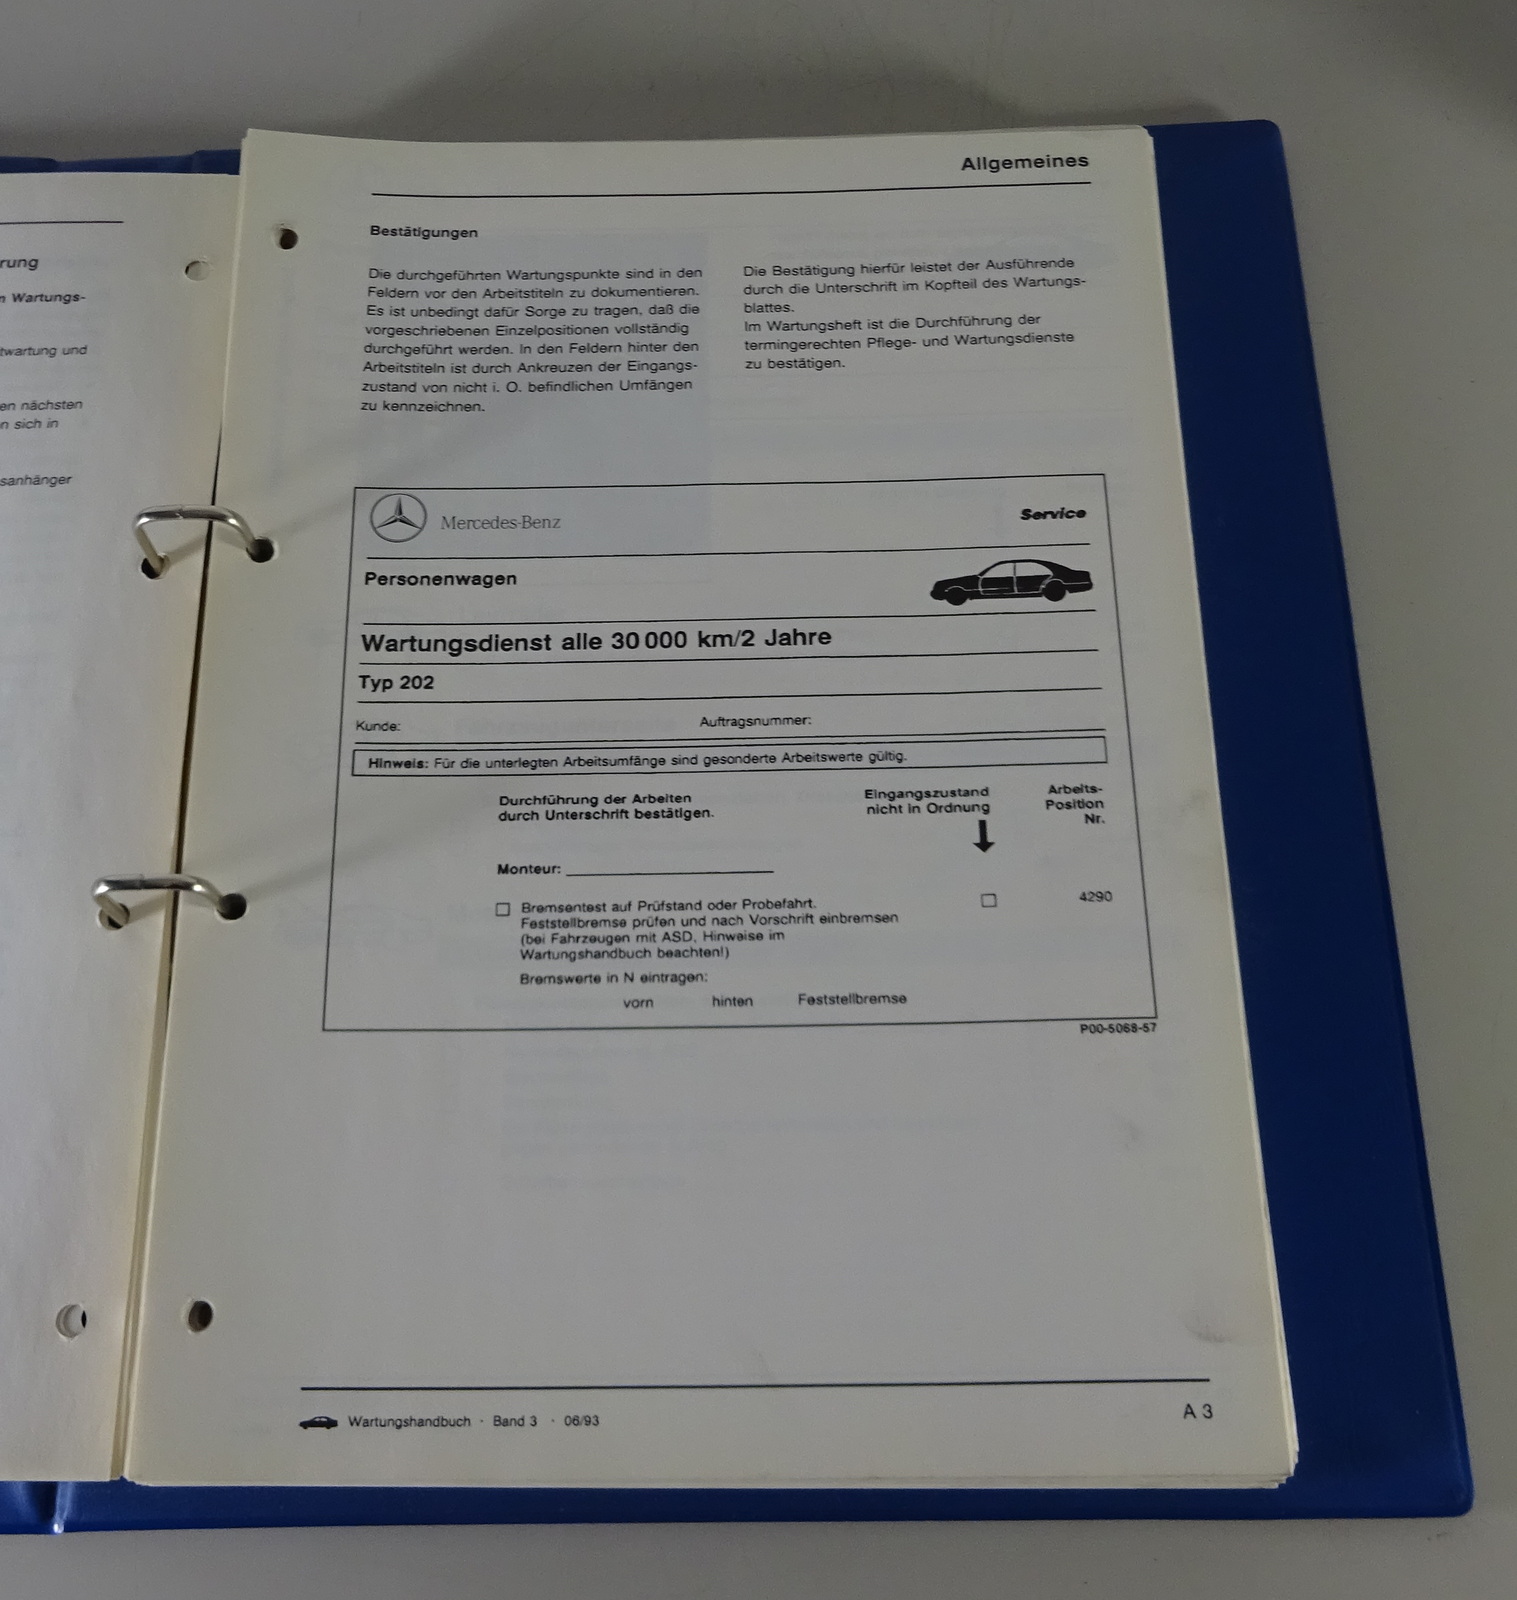 rung
Wartungs-
twartung und
en nächsten
n sich in
sanhänger
Allgemeines
Bestätigungen
Die durchgeführten Wartungspunkte sind in den
Feldern vor den Arbeitstiteln zu dokumentieren.
Es ist unbedingt dafür Sorge zu tragen, daß die
vorgeschriebenen Einzelpositionen vollständig
durchgeführt werden. In den Feldern hinter den
Arbeitstiteln ist durch Ankreuzen der Eingangs-
zustand von nicht i. O. befindlichen Umfängen
zu kennzeichnen.
Die Bestätigung hierfür leistet der Ausführende
durch die Unterschrift im Kopfteil des Wartungs-
blattes.
Im Wartungsheft ist die Durchführung der
termingerechten Pflege- und Wartungsdienste
zu bestätigen.
Mercedes-Benz
Service
Personenwagen
Wartungsdienst alle 30 000 km/2 Jahre
Typ 202
Kunde: Auftragsnummer:
Hinweis: Für die unterlegten Arbeitsumfänge sind gesonderte Arbeitswerte gültig.
Durchführung der Arbeiten
durch Unterschrift bestätigen.
Eingangszustand
nicht in Ordnung
Arbeits-
Position
Nr.
Monteur:
Bremsentest auf Prüfstand oder Probefahrt.
4290
Feststellbremse prüfen und nach Vorschrift einbremsen
(bei Fahrzeugen mit ASD, Hinweise im
Wartungshandbuch beachten!)
Bremswerte in N eintragen:
vorn hinten Feststellbremse
P00-5068-57
Wartungshandbuch · Band 3 · 06/93
A 3